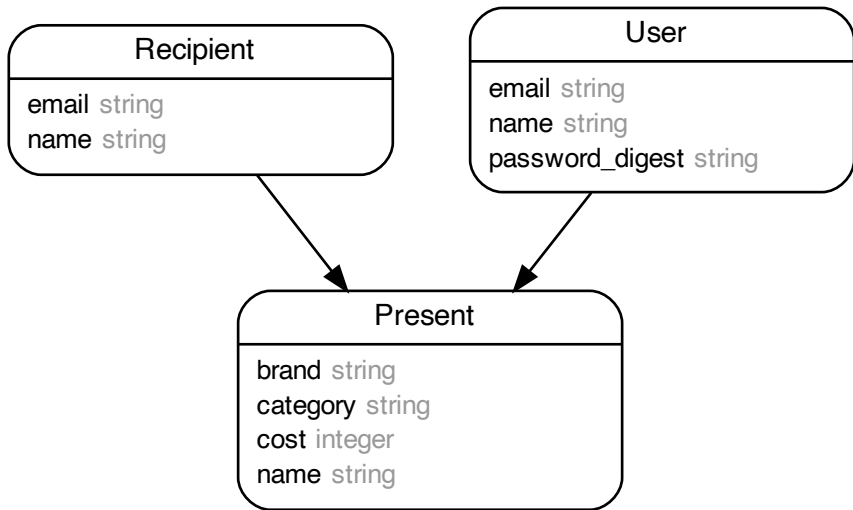 Recipient
email string
name string
User
email string
name string
password_digest string
Present
brand string
category string
cost integer
name string